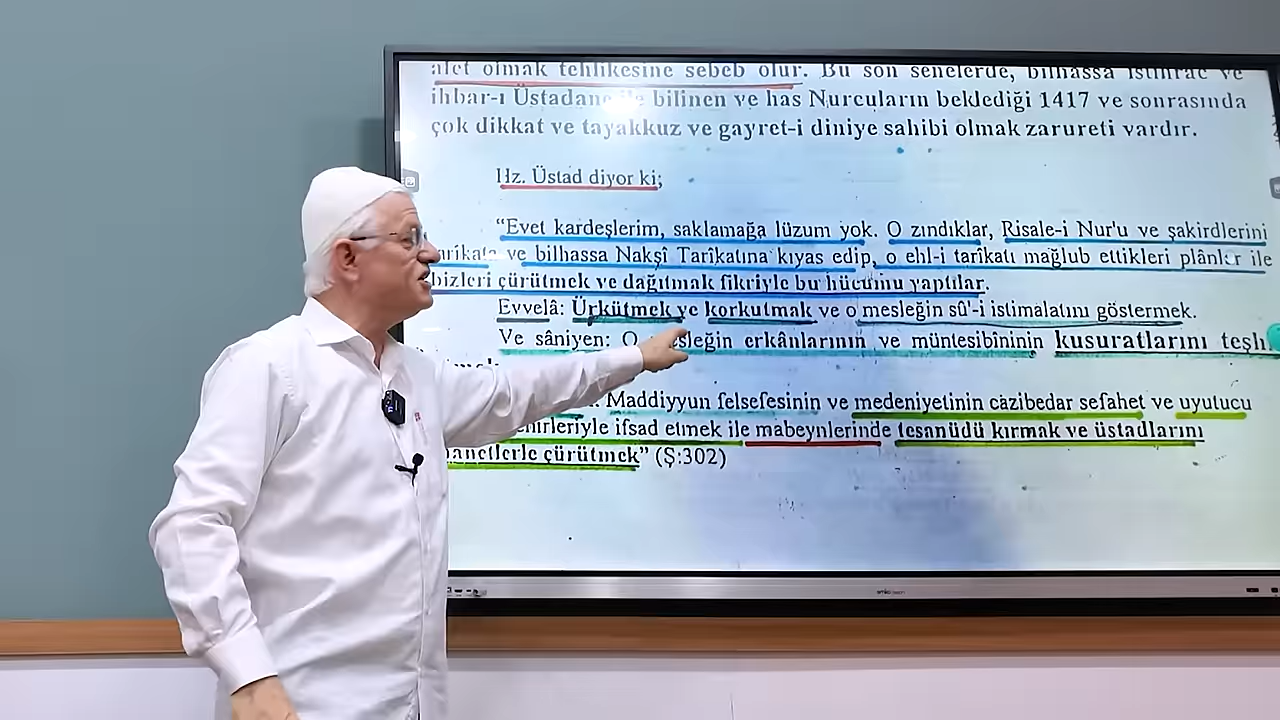 alet olmak tehlikesine sebeb olur. Bu son senelerde, bilhassa istihrac ve
ihbar-ı Üstadane ile bilinen ve has Nurcuların beklediği 1417 ve sonrasında
çok dikkat ve tayakkuz ve gayret-i diniye sahibi olmak zarureti vardır.
Hz. Üstad diyor ki;
“Evet kardeşlerim, saklamağa lüzum yok. O zındıklar, Risale-i Nur'u ve şakirdlerini
ve bilhassa Nakşî Tarîkatına kıyas edip, o ehl-i tarîkatı mağlub ettikleri plânlar ile
bizleri çürütmek ve dağıtmak fikriyle bu hücumu yaptılar.
Evvelâ: Ürkütmek ve korkutmak ve o mesleğin sû'-i istimalatını göstermek.
Ve sâniyen: O mesleğin erkânlarının ve müntesibininin kusuratlarını
Maddiyyun felsefesinin ve medeniyetinin cazibedar sefahet ve uyutucu
ifsad etmek ile mabeynlerinde tesanüdü kırmak ve üstadlarını
çürütmek” (Ş:302)